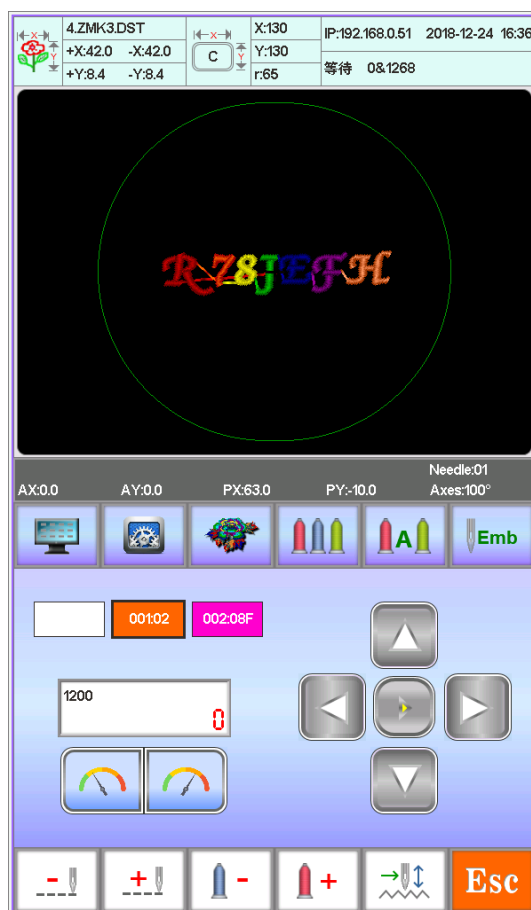 4.ZMK3.DST
X:130
IP:192.168.0.51 2018-12-24 16:36
X
Y
+X:42.0 -X:42.0
C
X
Y
Y:130
+Y:8.4 -Y:8.4
r:65
等待 0&1268
RZ8JEFH
Needle:01
AX:0.0 AY:0.0 PX:63.0 PY:-10.0 Axes:100°
A
Emb
001:02 002:08F
1200
0
- + - + Esc